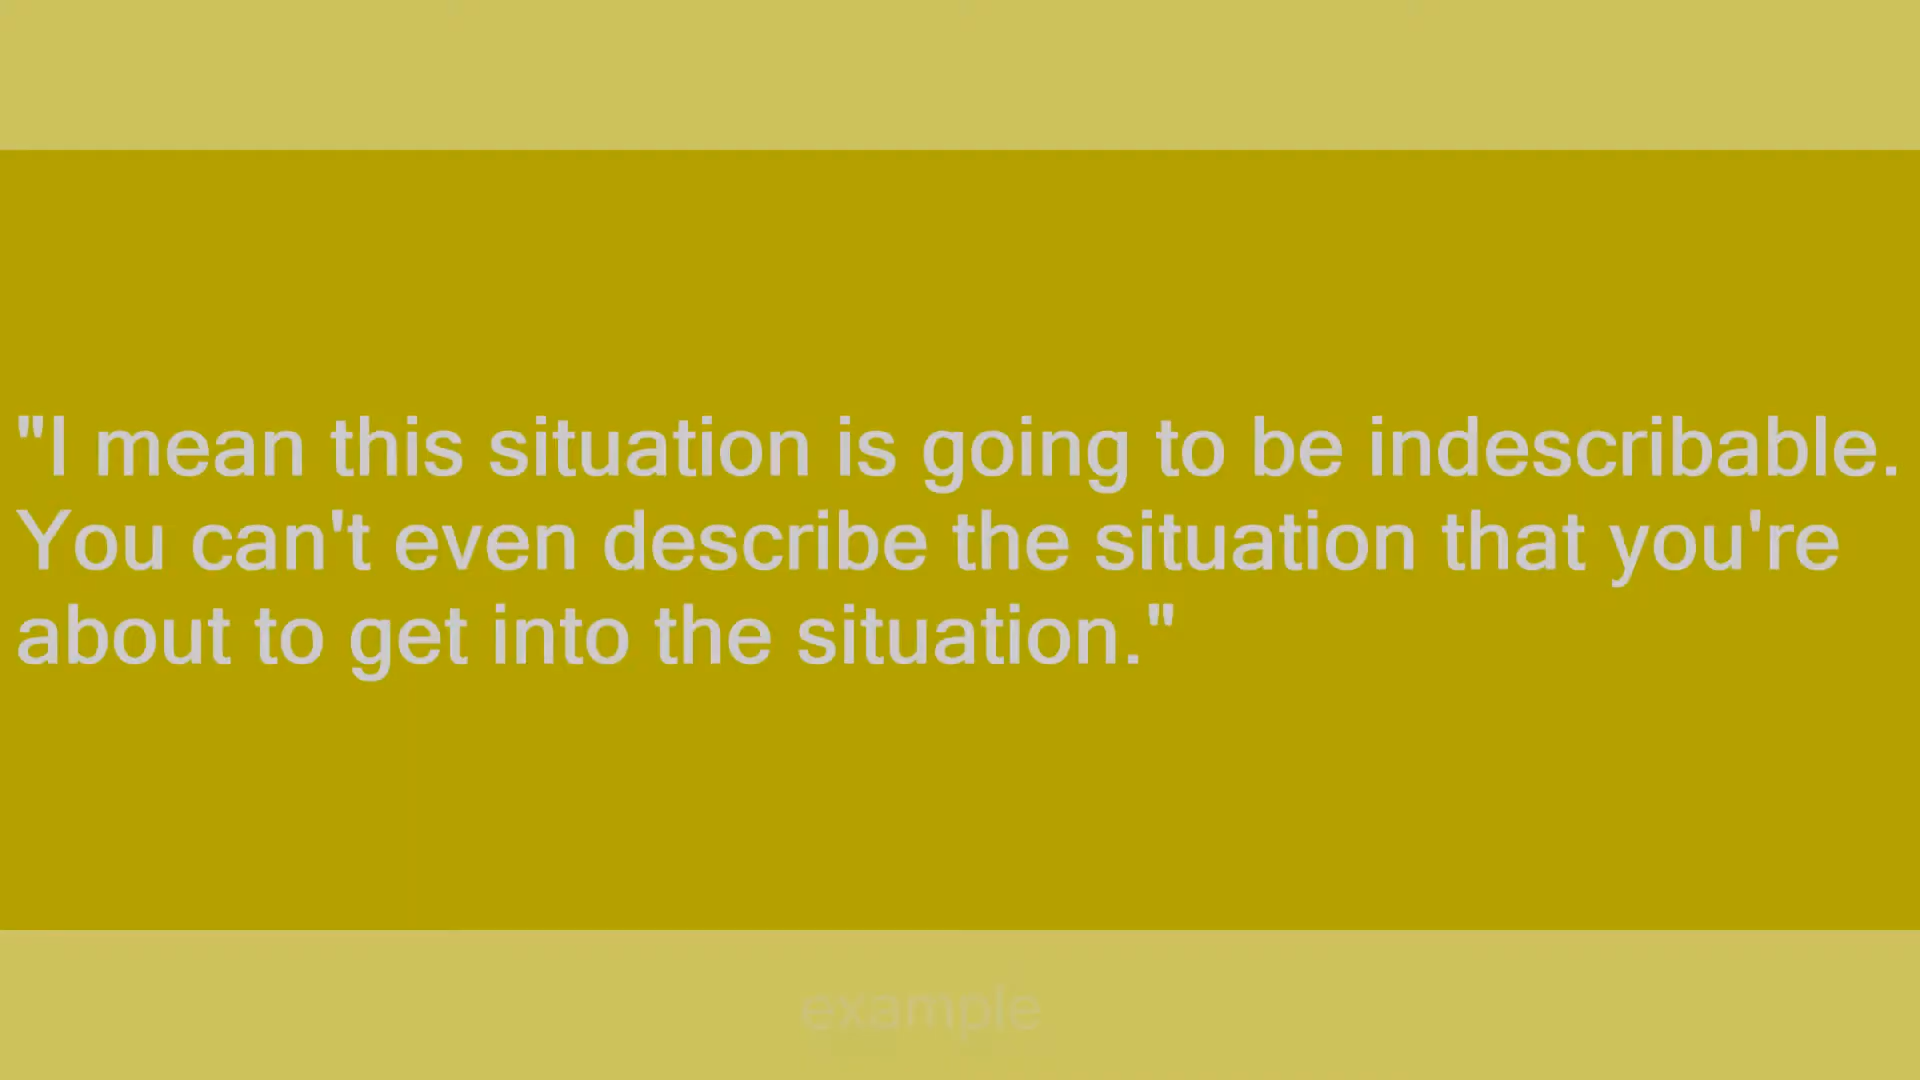 "I mean this situation is going to be indescribable.
You can't even describe the situation that you're
about to get into the situation."
example